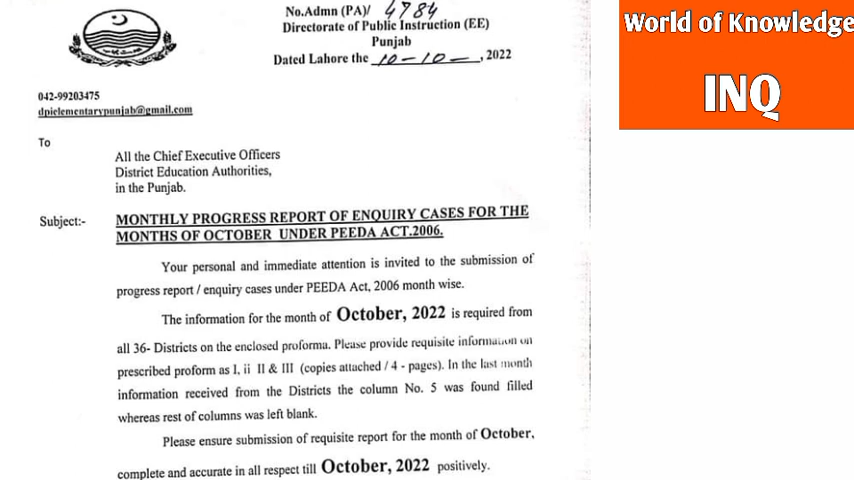 No.Admn (PA)/ 4784
Directorate of Public Instruction (EE)
Punjab
Dated Lahore the 10-10-, 2022
World of Knowledge
INQ
042-99203475
dpielementarypunjab@gmail.com
To
All the Chief Executive Officers
District Education Authorities,
in the Punjab.
Subject:- MONTHLY PROGRESS REPORT OF ENQUIRY CASES FOR THE
MONTHS OF OCTOBER UNDER PEEDA ACT.2006.
Your personal and immediate attention is invited to the submission of
progress report / enquiry cases under PEEDA Act, 2006 month wise.
The information for the month of October, 2022 is required from
all 36- Districts on the enclosed proforma. Please provide requisite information on
prescribed proform as I, ii II & III (copies attached / 4 - pages). In the last month
information received from the Districts the column No. 5 was found filled
whereas rest of columns was left blank.
Please ensure submission of requisite report for the month of October,
complete and accurate in all respect till October, 2022 positively.